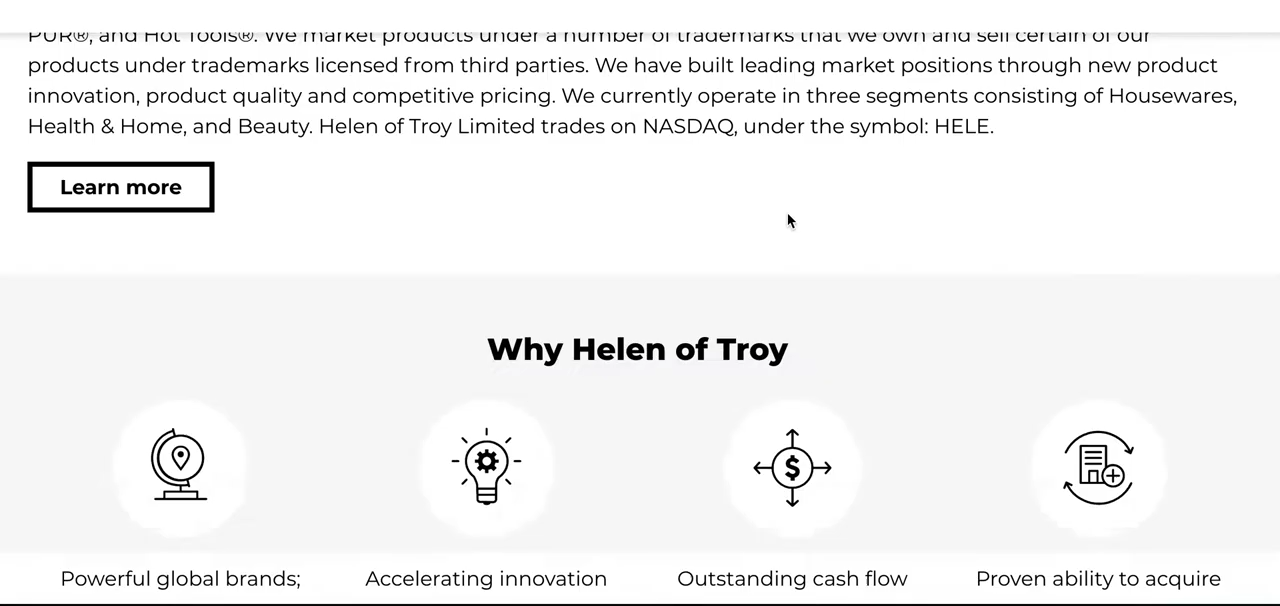 PUR®, and Hot Tools®. We market products under a number of trademarks that we own and sell certain of our
products under trademarks licensed from third parties. We have built leading market positions through new product
innovation, product quality and competitive pricing. We currently operate in three segments consisting of Housewares,
Health & Home, and Beauty. Helen of Troy Limited trades on NASDAQ, under the symbol: HELE.
Learn more
Why Helen of Troy
$
Powerful global brands; Accelerating innovation Outstanding cash flow Proven ability to acquire